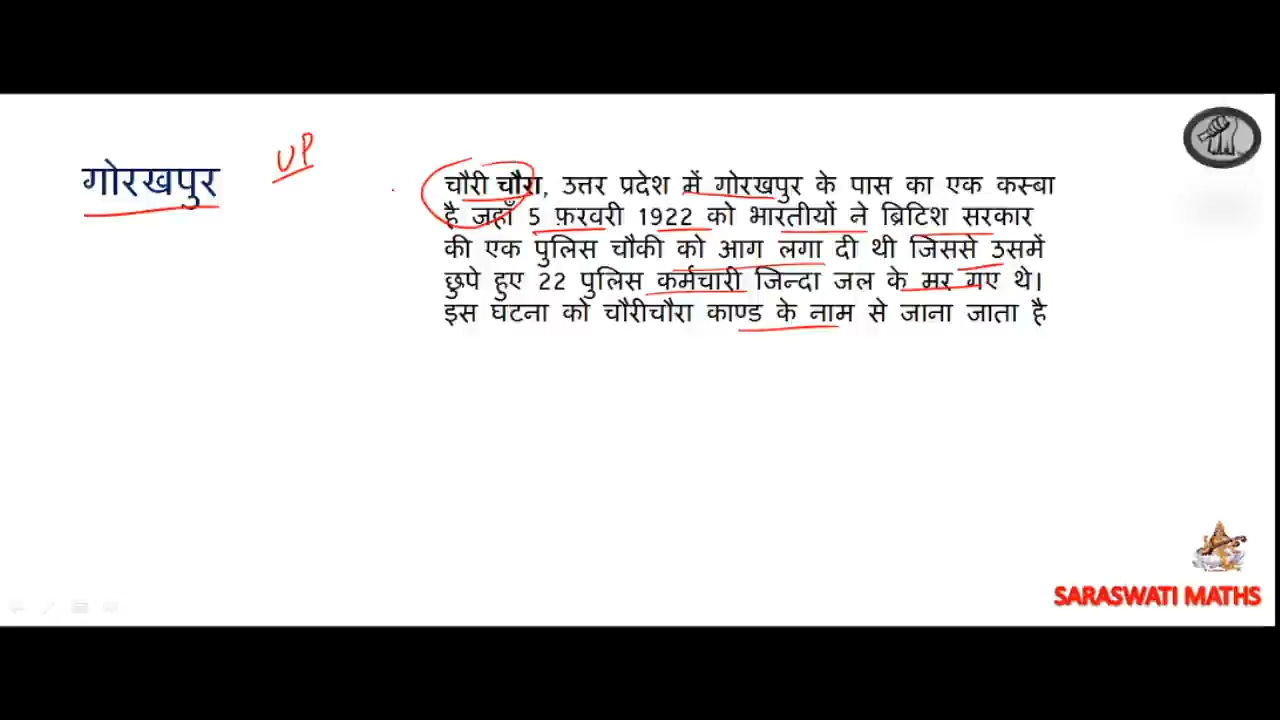 गोरखपुर
UP
चौरी चौरा, उत्तर प्रदेश में गोरखपुर के पास का एक कस्बा
है जहाँ 5 फ़रवरी 1922 को भारतीयों ने ब्रिटिश सरकार
की एक पुलिस चौकी को आग लगा दी थी जिससे उसमें
छुपे हुए 22 पुलिस कर्मचारी जिन्दा जल के मर गए थे।
इस घटना को चौरीचौरा काण्ड के नाम से जाना जाता है
SARASWATI MATHS